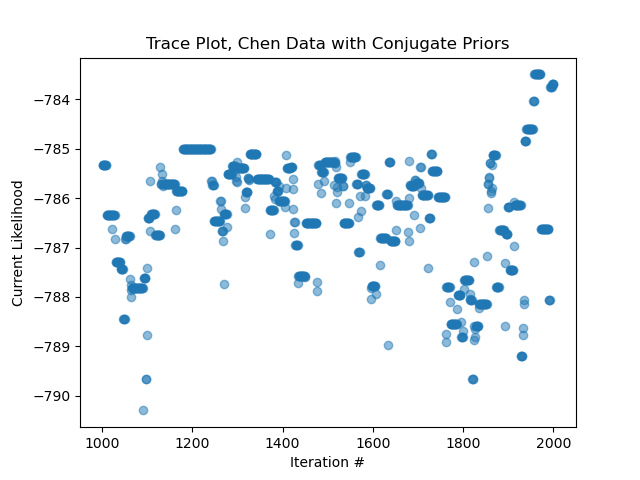 Trace Plot, Chen Data with Conjugate Priors
Current Likelihood
−784
−785
−786
−787
−788
−789
−790
1000 1200 1400 1600 1800 2000
Iteration #